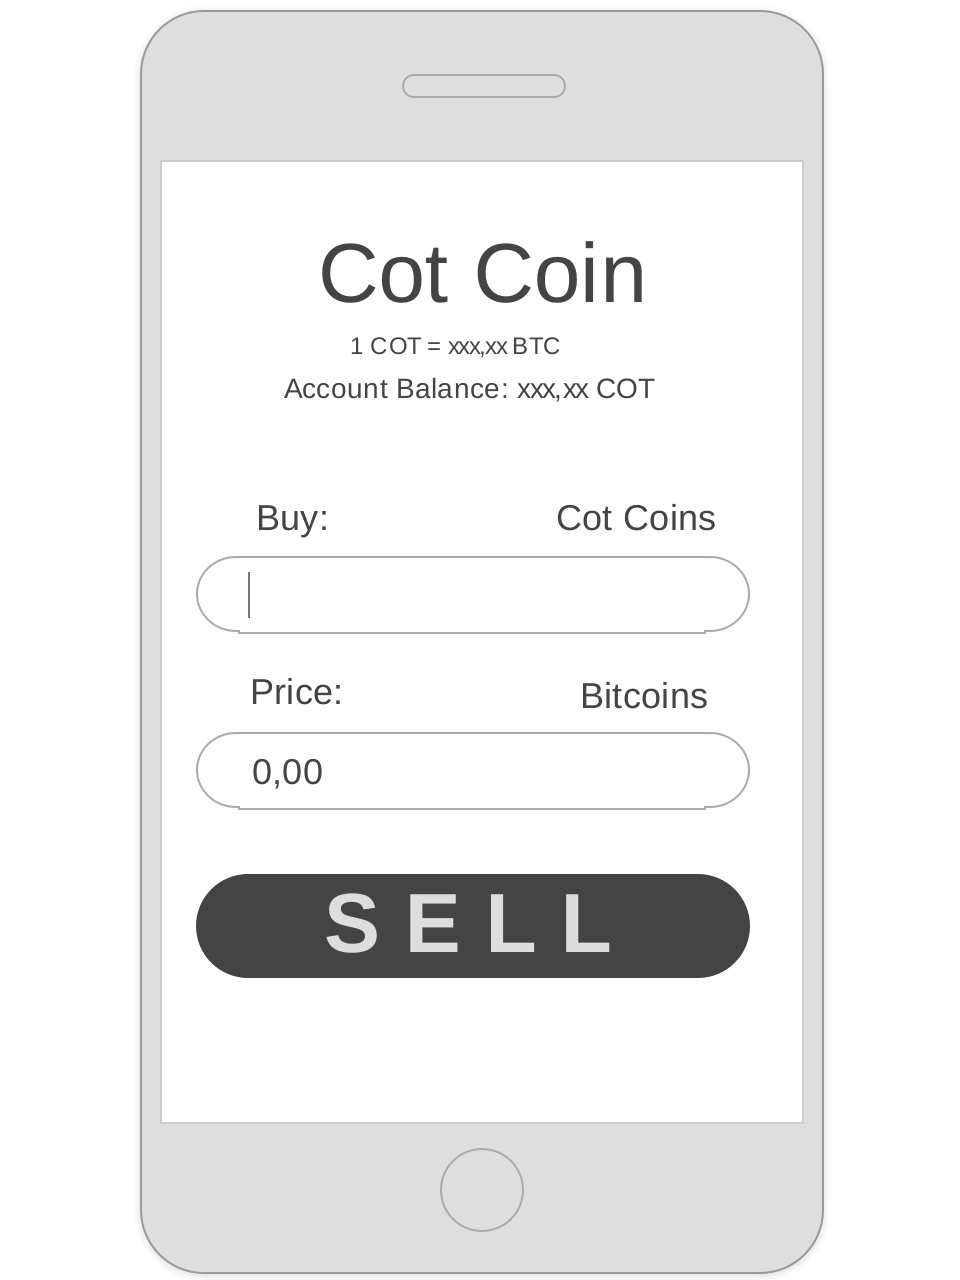 Cot Coin
1 COT = xxx,xx BTC
Account Balance: xxx,xx COT
Buy: Cot Coins
Price: Bitcoins
0,00
SELL